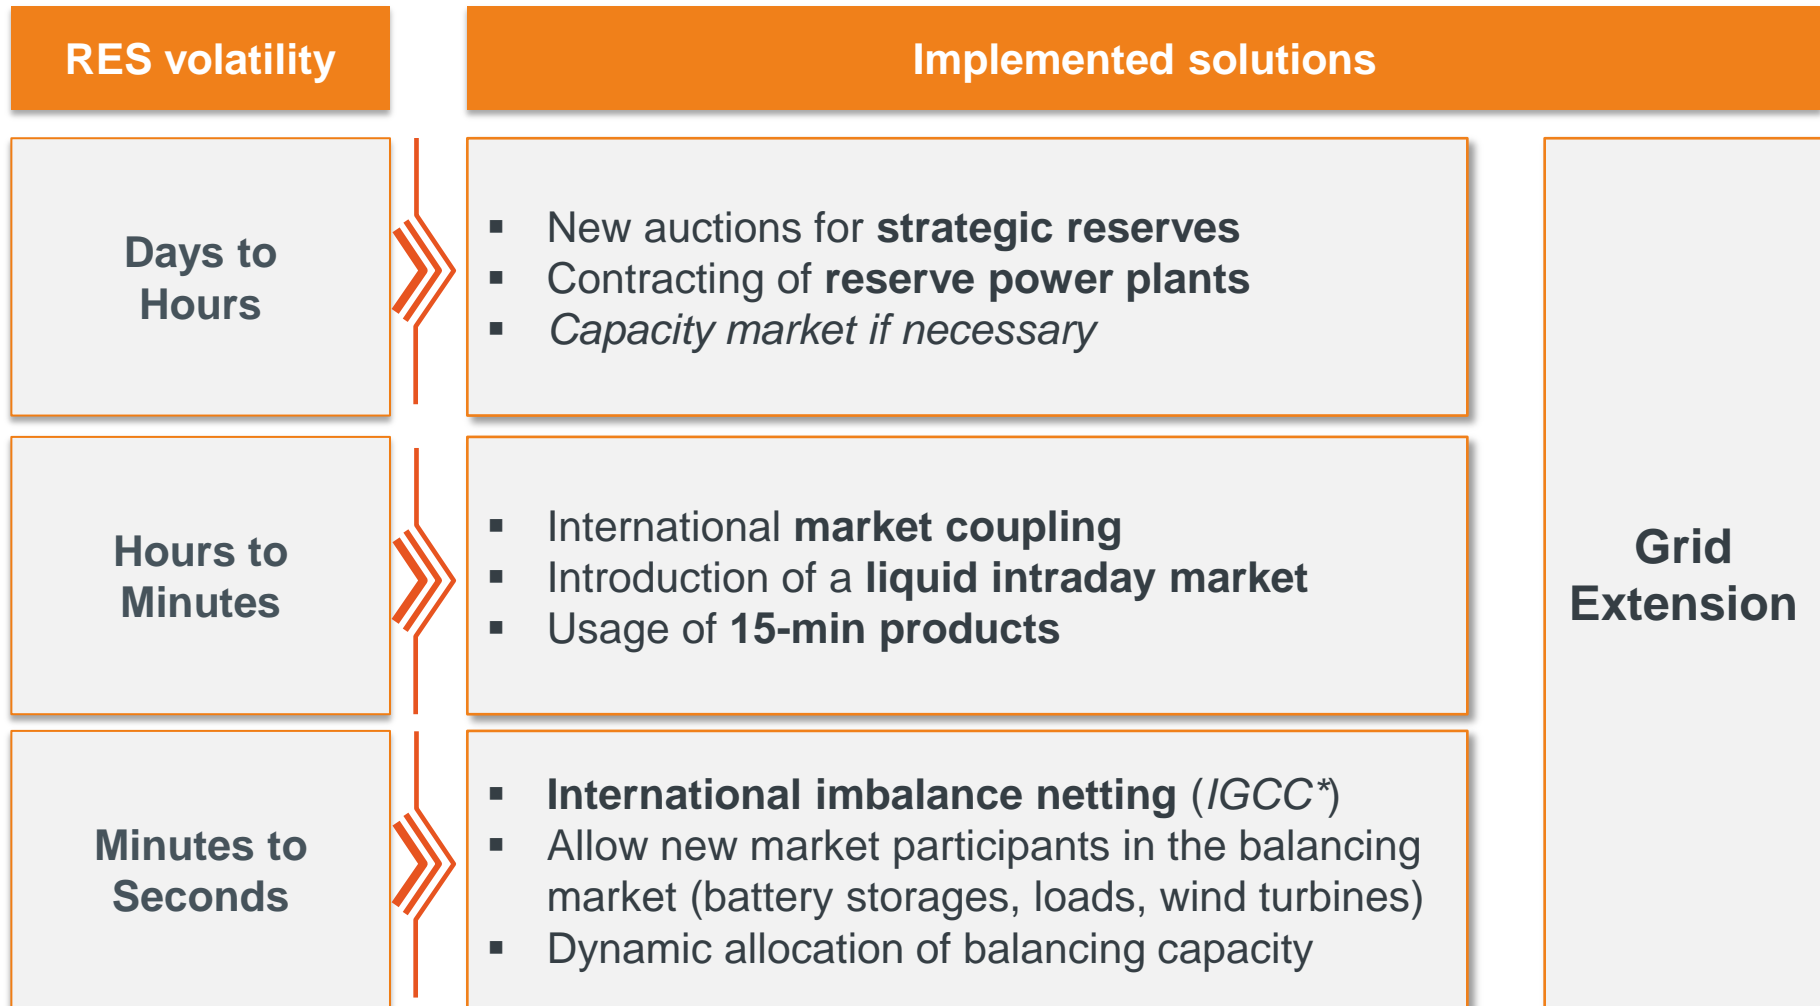 RES volatility
Implemented solutions
Days to
Hours
▪ New auctions for strategic reserves
▪ Contracting of reserve power plants
▪ Capacity market if necessary
Hours to
Minutes
▪ International market coupling
▪ Introduction of a liquid intraday market
▪ Usage of 15-min products
Minutes to
Seconds
▪ International imbalance netting (IGCC*)
▪ Allow new market participants in the balancing
market (battery storages, loads, wind turbines)
▪ Dynamic allocation of balancing capacity
Grid
Extension